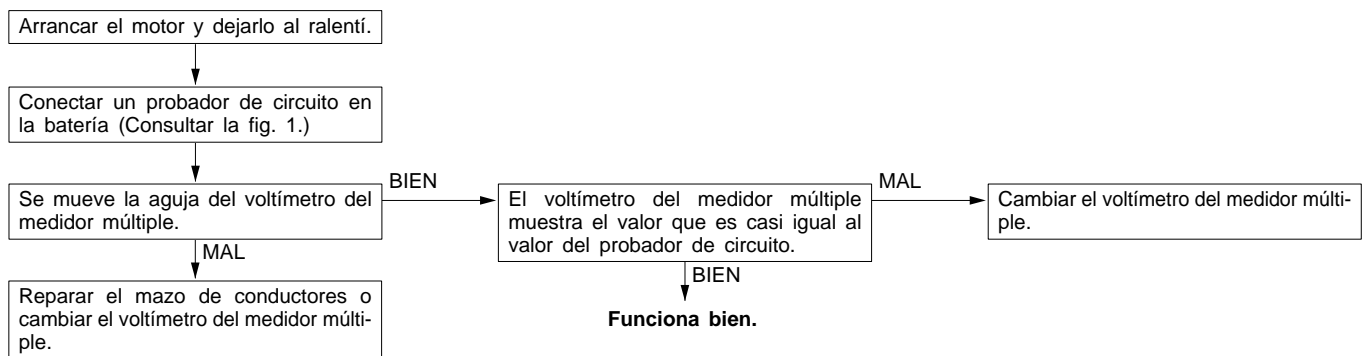 Arrancar el motor y dejarlo al ralentí.
Conectar un probador de circuito en
la batería (Consultar la fig. 1.)
Se mueve la aguja del voltímetro del
medidor múltiple.
BIEN
El voltímetro del medidor múltiple
muestra el valor que es casi igual al
valor del probador de circuito.
MAL
Cambiar el voltímetro del medidor múlti-
ple.
MAL
Reparar el mazo de conductores o
cambiar el voltímetro del medidor múlti-
ple.
BIEN
Funciona bien.